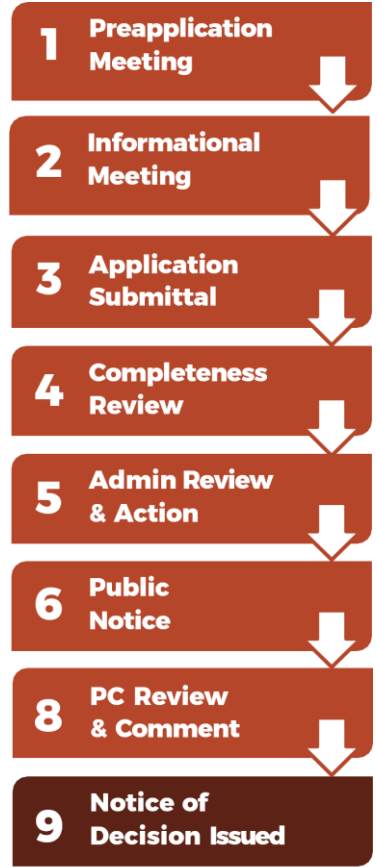 1 Preapplication
Meeting
2 Informational
Meeting
3 Application
Submittal
4 Completeness
Review
5 Admin Review
& Action
6 Public
Notice
8 PC Review
& Comment
9 Notice of
Decision Issued